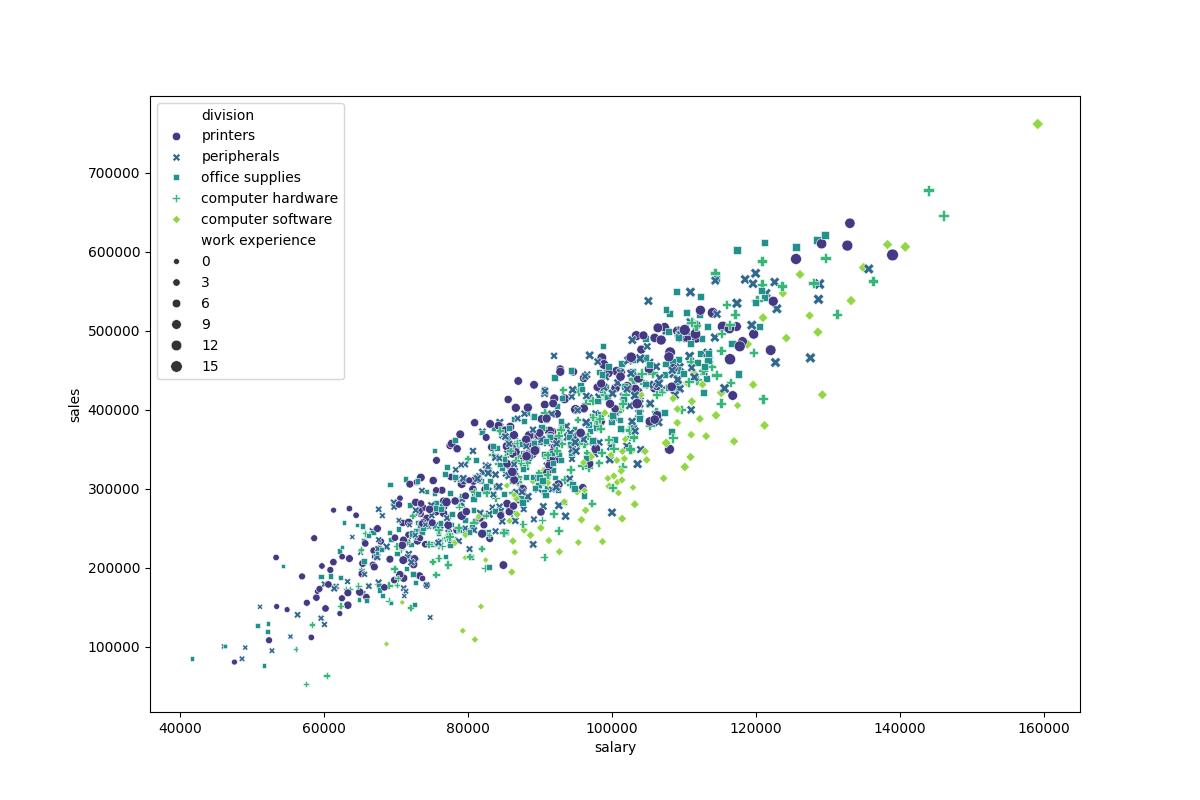 division
printers
peripherals
office supplies
computer hardware
computer software
work experience
0
3
6
9
12
15
700000
600000
500000
400000
300000
200000
100000
sales
40000 60000 80000 100000 120000 140000 160000
salary